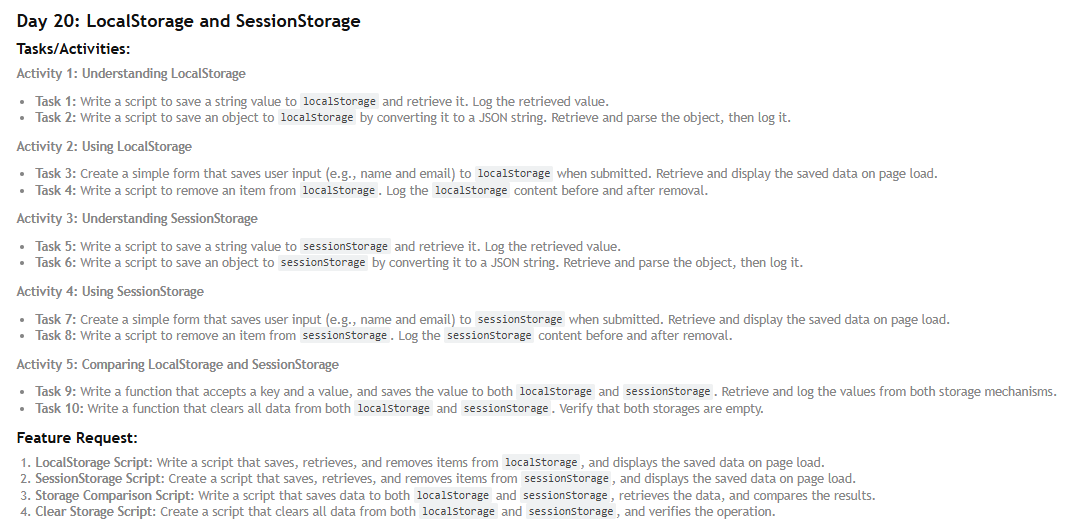 Day 20: LocalStorage and SessionStorage
Tasks/Activities:
Activity 1: Understanding LocalStorage
• Task 1: Write a script to save a string value to localStorage and retrieve it. Log the retrieved value.
• Task 2: Write a script to save an object to localStorage by converting it to a JSON string. Retrieve and parse the object, then log it.
Activity 2: Using LocalStorage
• Task 3: Create a simple form that saves user input (e.g., name and email) to localStorage when submitted. Retrieve and display the saved data on page load.
• Task 4: Write a script to remove an item from localStorage. Log the localStorage content before and after removal.
Activity 3: Understanding SessionStorage
• Task 5: Write a script to save a string value to sessionStorage and retrieve it. Log the retrieved value.
• Task 6: Write a script to save an object to sessionStorage by converting it to a JSON string. Retrieve and parse the object, then log it.
Activity 4: Using SessionStorage
• Task 7: Create a simple form that saves user input (e.g., name and email) to sessionStorage when submitted. Retrieve and display the saved data on page load.
• Task 8: Write a script to remove an item from sessionStorage. Log the sessionStorage content before and after removal.
Activity 5: Comparing LocalStorage and SessionStorage
• Task 9: Write a function that accepts a key and a value, and saves the value to both localStorage and sessionStorage. Retrieve and log the values from both storage mechanisms.
• Task 10: Write a function that clears all data from both localStorage and sessionStorage. Verify that both storages are empty.
Feature Request:
1. LocalStorage Script: Write a script that saves, retrieves, and removes items from localStorage, and displays the saved data on page load.
2. SessionStorage Script: Create a script that saves, retrieves, and removes items from sessionStorage, and displays the saved data on page load.
3. Storage Comparison Script: Write a script that saves data to both localStorage and sessionStorage, retrieves the data, and compares the results.
4. Clear Storage Script: Create a script that clears all data from both localStorage and sessionStorage, and verifies the operation.